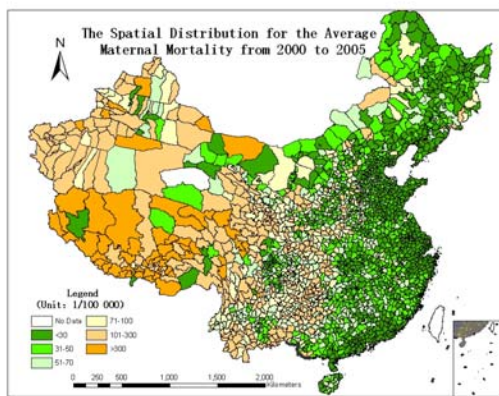 The Spatial Distribution for the Average
Maternal Mortality from 2000 to 2005
N
Legend
(Unit: 1/100 000)
No Data
<30
31-50
51-70
71-100
101-300
>300
0 250 500 1,000 1,500 2,000
Kilometers